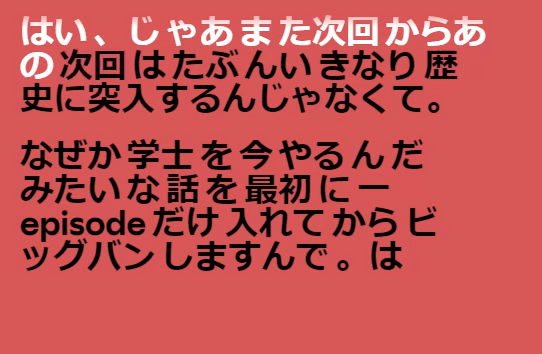 はい、じゃあまた次回からあ
の次回はたぶんいきなり歴
史に突入するんじゃなくて。
なぜか学士を今やるんだ
みたいな話を最初に一
episodeだけ入れてからビ
ッグバンしますんで。は